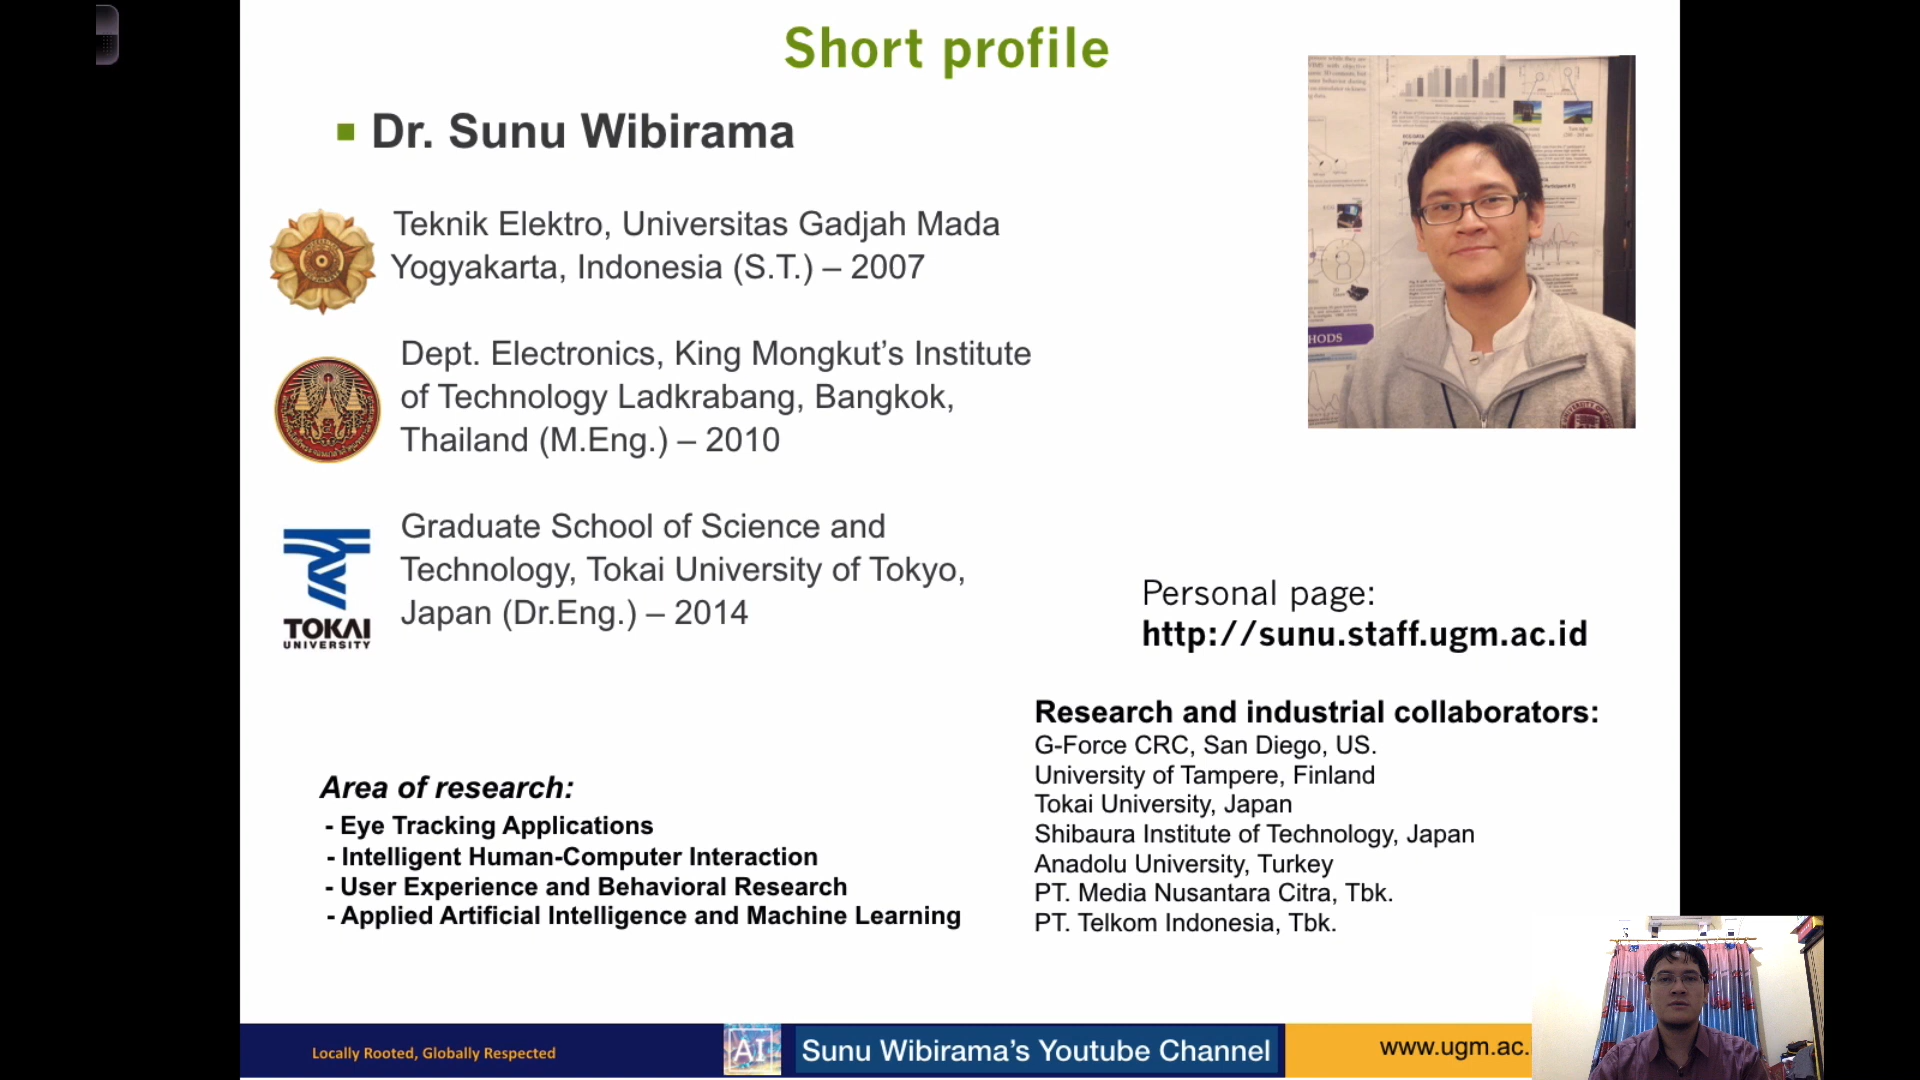 Short profile
Dr. Sunu Wibirama
Teknik Elektro, Universitas Gadjah Mada
Yogyakarta, Indonesia (S.T.) – 2007
Dept. Electronics, King Mongkut’s Institute
of Technology Ladkrabang, Bangkok,
Thailand (M.Eng.) – 2010
Graduate School of Science and
Technology, Tokai University of Tokyo,
Japan (Dr.Eng.) – 2014
TOKAI
UNIVERSITY
HODS
Personal page:
http://sunu.staff.ugm.ac.id
Area of research:
- Eye Tracking Applications
- Intelligent Human-Computer Interaction
- User Experience and Behavioral Research
- Applied Artificial Intelligence and Machine Learning
Research and industrial collaborators:
G-Force CRC, San Diego, US.
University of Tampere, Finland
Tokai University, Japan
Shibaura Institute of Technology, Japan
Anadolu University, Turkey
PT. Media Nusantara Citra, Tbk.
PT. Telkom Indonesia, Tbk.
Locally Rooted, Globally Respected
AI
Sunu Wibirama’s Youtube Channel
www.ugm.ac.